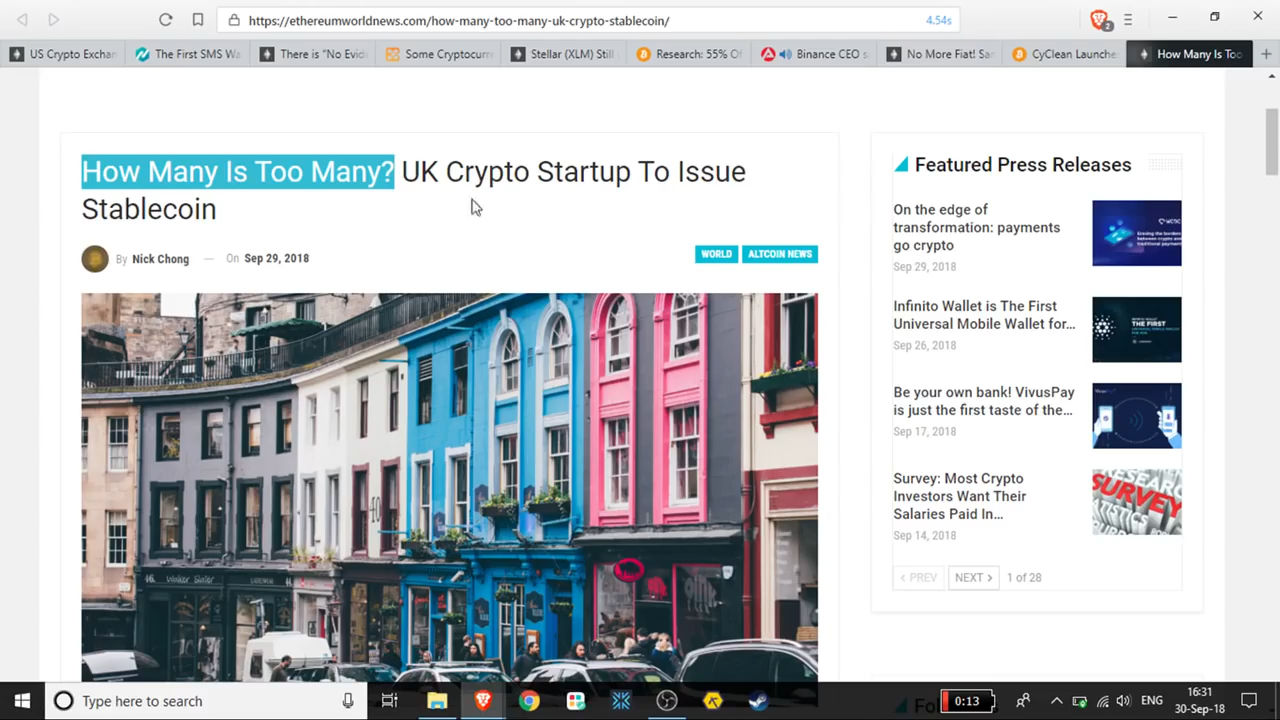 https://ethereumworldnews.com/how-many-too-many-uk-crypto-stablecoin/
4.54s
2
US Crypto Exchan
The First SMS Wa
There is "No Evid
Some Cryptocurr
Stellar (XLM) Still
Research: 55% Of
Binance CEO s
No More Fiat! Sa
CyClean Launche
How Many Is Too
How Many Is Too Many? UK Crypto Startup To Issue
Stablecoin
By Nick Chong — On Sep 29, 2018
WORLD
ALTCOIN NEWS
Featured Press Releases
On the edge of
transformation: payments
go crypto
Sep 29, 2018
Infinito Wallet is The First
Universal Mobile Wallet for...
Sep 26, 2018
THE FIRST
Be your own bank! VivusPay
is just the first taste of the...
Sep 17, 2018
Survey: Most Crypto
Investors Want Their
Salaries Paid In...
Sep 14, 2018
SURVEY
PREV
NEXT
1 of 28
Type here to search
0:13
ENG
16:31
30-Sep-18